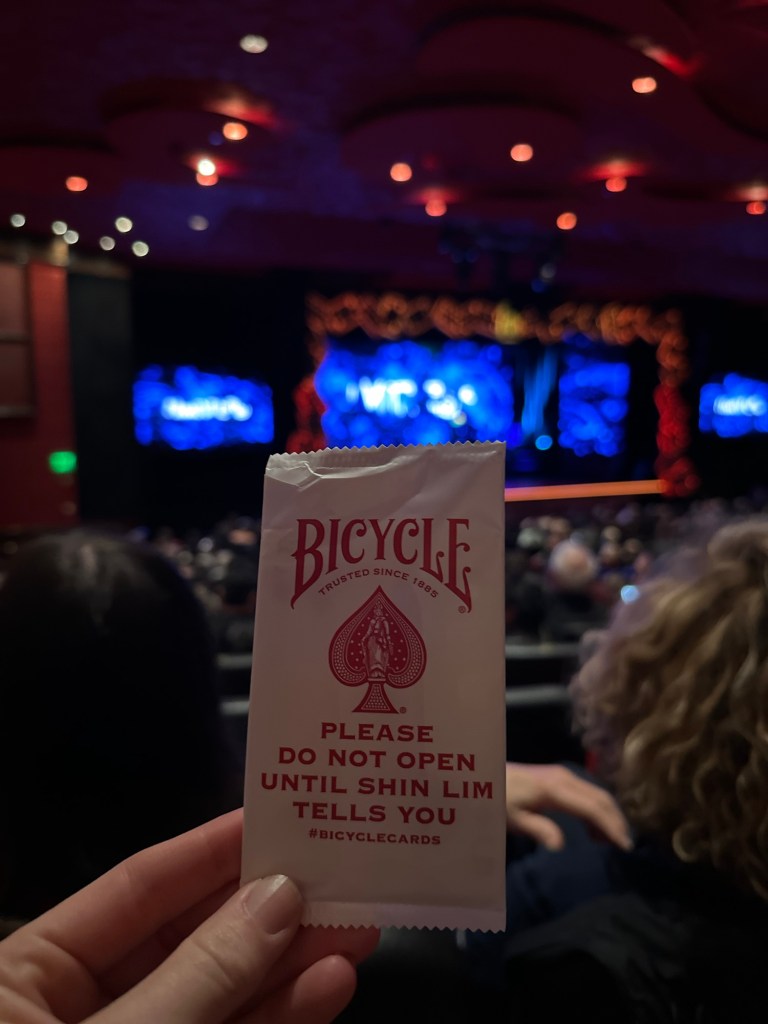 BICYCLE®
TRUSTED SINCE 1885
®
PLEASE
DO NOT OPEN
UNTIL SHIN LIM
TELLS YOU
#BICYCLECARDS